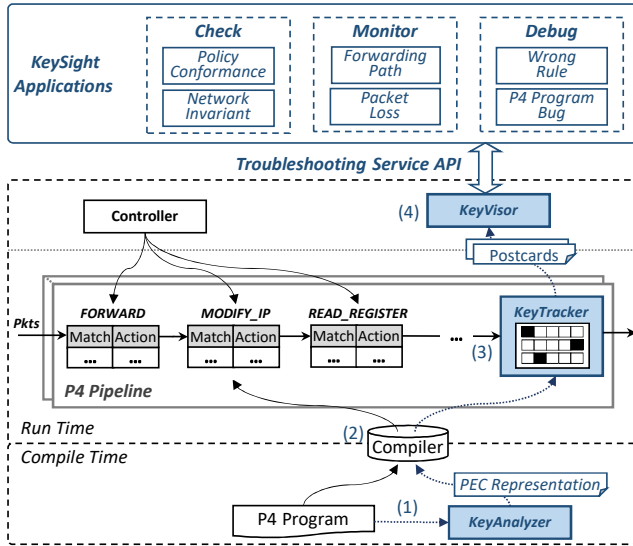 KeySight
Applications
Check
Policy
Conformance
Network
Invariant
Monitor
Forwarding
Path
Packet
Loss
Debug
Wrong
Rule
P4 Program
Bug
Troubleshooting Service API
Controller
(4)
KeyVisor
Postcards
Pkts
FORWARD
Match Action
... ...
MODIFY_IP
Match Action
... ...
READ_REGISTER
Match Action
... ...
...
(3)
KeyTracker
P4 Pipeline
Run Time
(2)
Compiler
Compile Time
PEC Representation
(1)
P4 Program
KeyAnalyzer